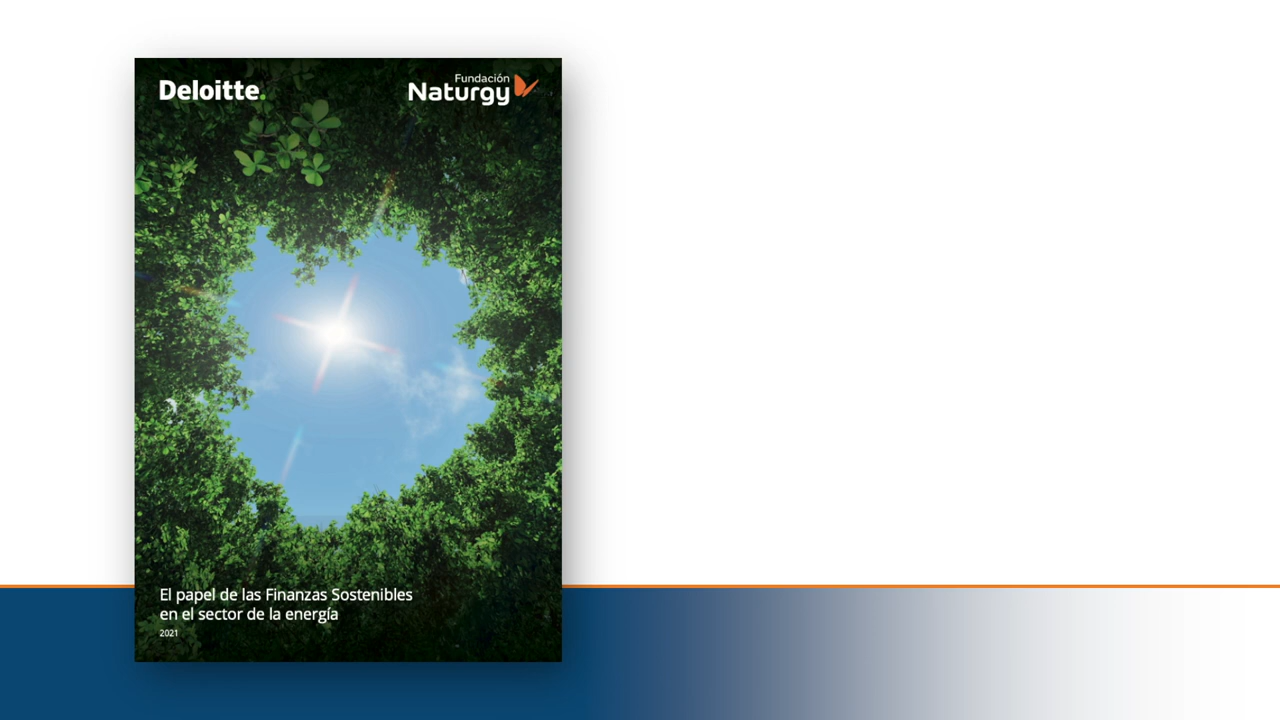 Deloitte.
Fundación
Naturgy
El papel de las Finanzas Sostenibles
en el sector de la energía
2021